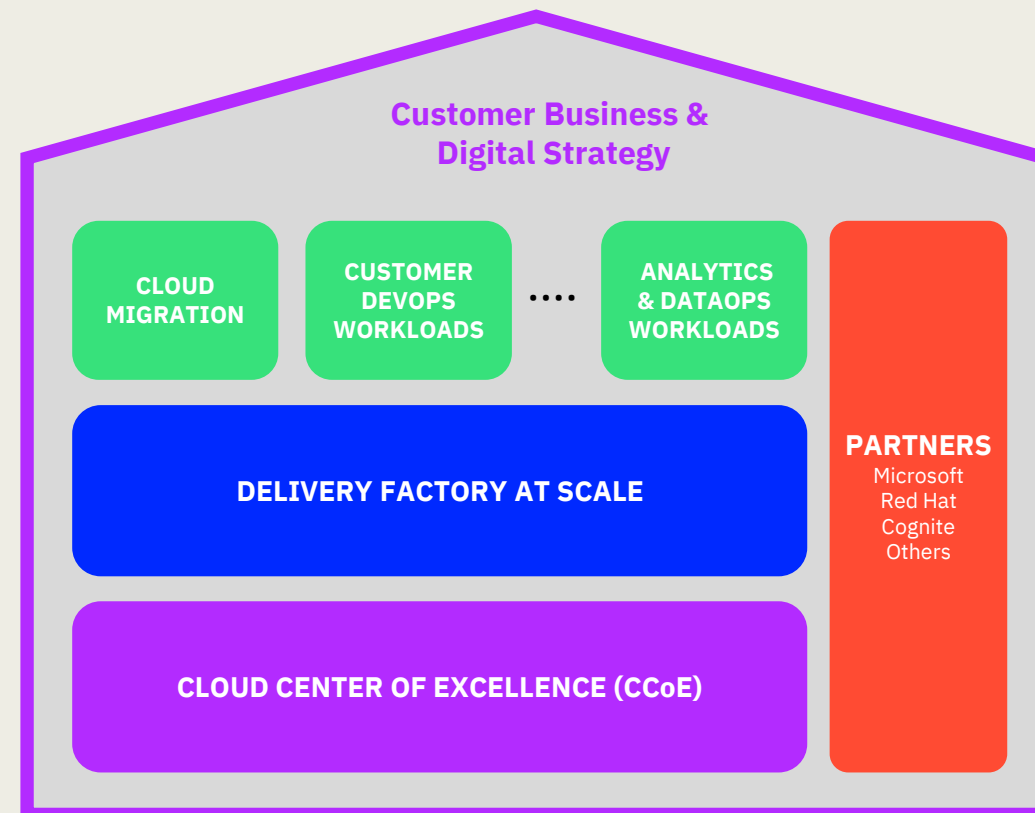 Customer Business &
Digital Strategy
CLOUD
MIGRATION
CUSTOMER
DEVOPS
WORKLOADS
....
ANALYTICS
& DATAOPS
WORKLOADS
PARTNERS
Microsoft
Red Hat
Cognite
Others
DELIVERY FACTORY AT SCALE
CLOUD CENTER OF EXCELLENCE (CCoE)